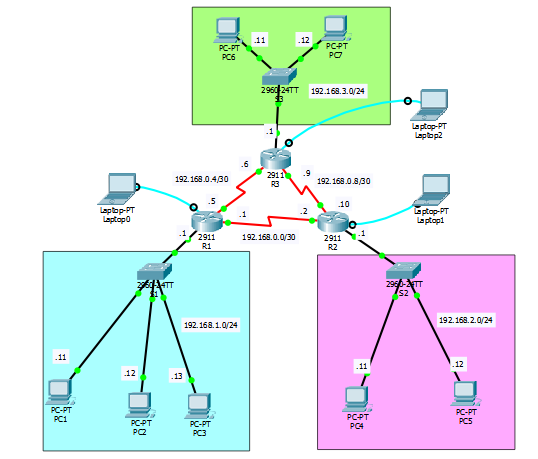 .11
.12
PC-PT
PC6
PC-PT
PC7
2960-24TT
S3
192.168.3.0/24
.1
Laptop-PT
Laptop2
2911
R3
.6
.9
192.168.0.4/30
192.168.0.8/30
Laptop-PT
Laptop0
.5
.1
.2
.10
Laptop-PT
Laptop1
2911
R1
192.168.0.0/30
2911
R2
.1
.1
2960-24TT
S1
192.168.1.0/24
.11
.12
.13
PC-PT
PC1
PC-PT
PC2
PC-PT
PC3
2960-24TT
S2
192.168.2.0/24
.11
.12
PC-PT
PC4
PC-PT
PC5